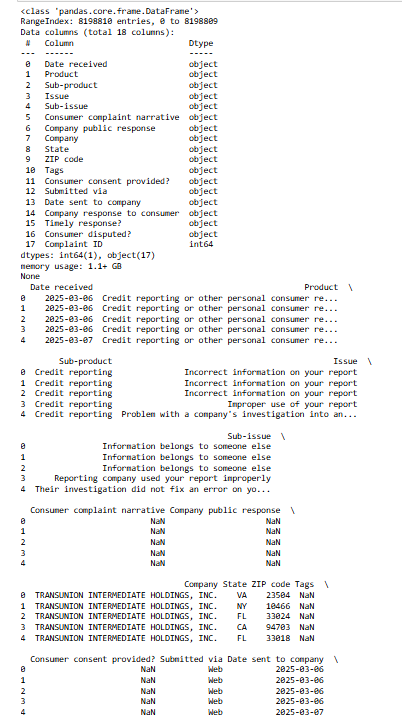 <class 'pandas.core.frame.DataFrame'>
RangeIndex: 8198810 entries, 0 to 8198809
Data columns (total 18 columns):
 #   Column                        Dtype
---  ------                        -----
 0   Date received                 object
 1   Product                       object
 2   Sub-product                   object
 3   Issue                         object
 4   Sub-issue                     object
 5   Consumer complaint narrative  object
 6   Company public response       object
 7   Company                       object
 8   State                         object
 9   ZIP code                      object
 10  Tags                          object
 11  Consumer consent provided?    object
 12  Submitted via                 object
 13  Date sent to company          object
 14  Company response to consumer  object
 15  Timely response?              object
 16  Consumer disputed?            object
 17  Complaint ID                  int64
dtypes: int64(1), object(17)
memory usage: 1.1+ GB
None
  Date received                                            Product  \
0    2025-03-06  Credit reporting or other personal consumer re...
1    2025-03-06  Credit reporting or other personal consumer re...
2    2025-03-06  Credit reporting or other personal consumer re...
3    2025-03-06  Credit reporting or other personal consumer re...
4    2025-03-07  Credit reporting or other personal consumer re...
        Sub-product                                              Issue  \
0  Credit reporting               Incorrect information on your report
1  Credit reporting               Incorrect information on your report
2  Credit reporting               Incorrect information on your report
3  Credit reporting                        Improper use of your report
4  Credit reporting  Problem with a company's investigation into an...
                                           Sub-issue  \
0                Information belongs to someone else
1                Information belongs to someone else
2                Information belongs to someone else
3      Reporting company used your report improperly
4  Their investigation did not fix an error on yo...
  Consumer complaint narrative Company public response  \
0                          NaN                     NaN
1                          NaN                     NaN
2                          NaN                     NaN
3                          NaN                     NaN
4                          NaN                     NaN
                                 Company State ZIP code Tags  \
0  TRANSUNION INTERMEDIATE HOLDINGS, INC.    VA    23504  NaN
1  TRANSUNION INTERMEDIATE HOLDINGS, INC.    NY    10466  NaN
2  TRANSUNION INTERMEDIATE HOLDINGS, INC.    FL    33024  NaN
3  TRANSUNION INTERMEDIATE HOLDINGS, INC.    CA    94703  NaN
4  TRANSUNION INTERMEDIATE HOLDINGS, INC.    FL    33018  NaN
  Consumer consent provided? Submitted via Date sent to company  \
0                        NaN           Web           2025-03-06
1                        NaN           Web           2025-03-06
2                        NaN           Web           2025-03-06
3                        NaN           Web           2025-03-06
4                        NaN           Web           2025-03-07